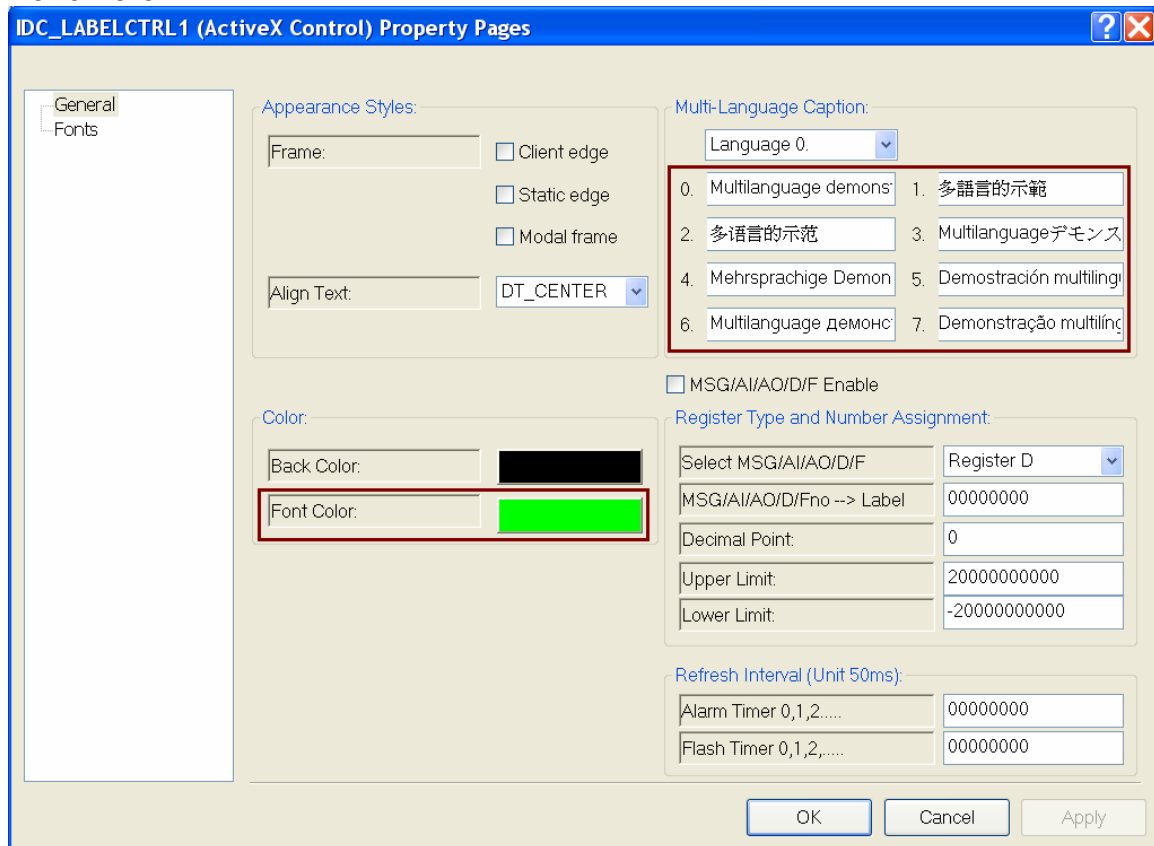 IDC_LABELCTRL1 (ActiveX Control) Property Pages
General
Fonts
Appearance Styles:
Frame:
Client edge
Static edge
Modal frame
Align Text:
DT_CENTER
Multi-Language Caption:
Language 0.
0. Multilanguage demons
1. 多語言的示範
2. 多语言的示范
3. Multilanguageデモンス
4. Mehrsprachige Demon
5. Demostración multiling
6. Multilanguage демонс
7. Demonstração multilín
MSG/AI/AO/D/F Enable
Color:
Back Color:
Font Color:
Register Type and Number Assignment:
Select MSG/AI/AO/D/F
Register D
MSG/AI/AO/D/Fno --> Label
00000000
Decimal Point:
0
Upper Limit:
20000000000
Lower Limit:
-20000000000
Refresh Interval (Unit 50ms):
Alarm Timer 0,1,2.....
00000000
Flash Timer 0,1,2,.....
00000000
OK
Cancel
Apply